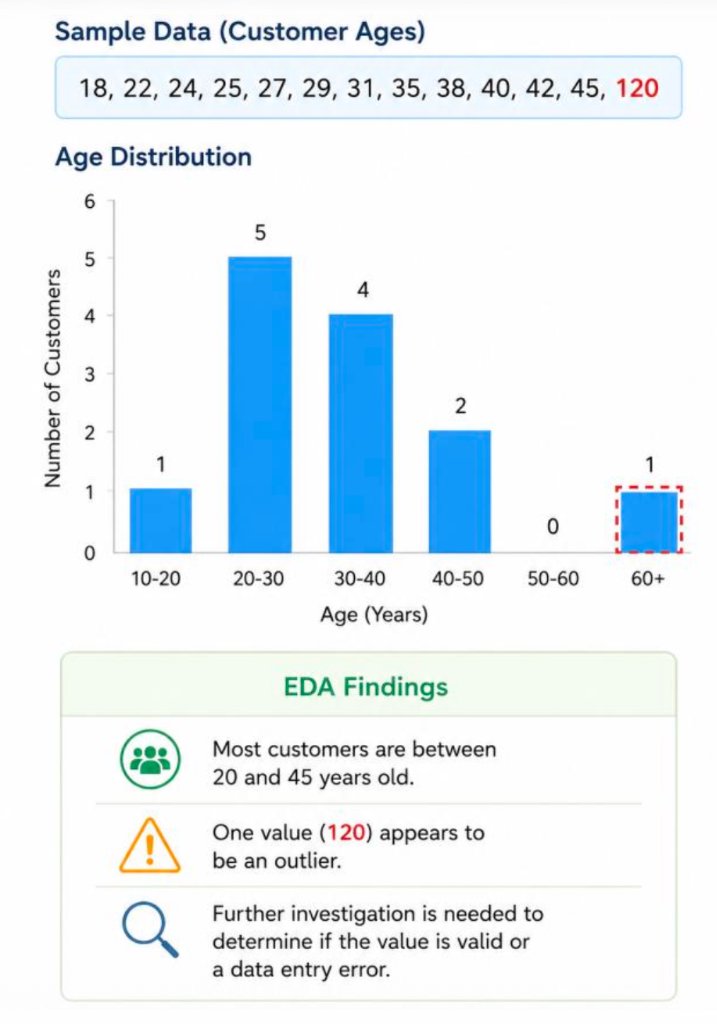 Sample Data (Customer Ages)
18, 22, 24, 25, 27, 29, 31, 35, 38, 40, 42, 45, 120
Age Distribution
Number of Customers
6
5
4
3
2
1
0
1
5
4
2
0
1
10-20
20-30
30-40
40-50
50-60
60+
Age (Years)
EDA Findings
Most customers are between
20 and 45 years old.
One value (120) appears to
be an outlier.
Further investigation is needed to
determine if the value is valid or
a data entry error.